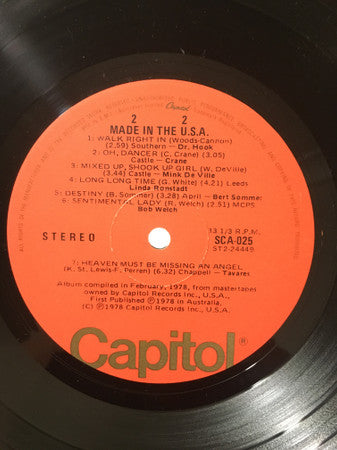 Capitol
2 2
MADE IN THE U.S.A.
1 WALK RIGHT IN (Woods-Cannon)
(2.59) Southern – Dr. Hook
2 OH, DANCER (C. Crane) (3.05)
Castle – Crane
3 MIXED UP, SHOOK UP GIRL (W. DeVille)
(3.44) Castle – Mink De Ville
4 LONG LONG TIME (G. White) (4.21) Leeds
Linda Ronstadt
5 DESTINY (B. Sommer) (3.28) April – Bert Sommer
6 SENTIMENTAL LADY (R. Welch) (2.51) MCPS
Bob Welch
STEREO
33 1/3 R.P.M.
SCA-025
ST2-24449
7 HEAVEN MUST BE MISSING AN ANGEL
(K. St. Lewis-F. Perren) (6.32) Chappell – Tavares
Album compiled in February, 1978, from mastertapes
owned by Capitol Records Inc., U.S.A.,
First Published Ⓟ1978 in Australia.
(C) Ⓟ1978 Capitol Records Inc., U.S.A.
Capitol®